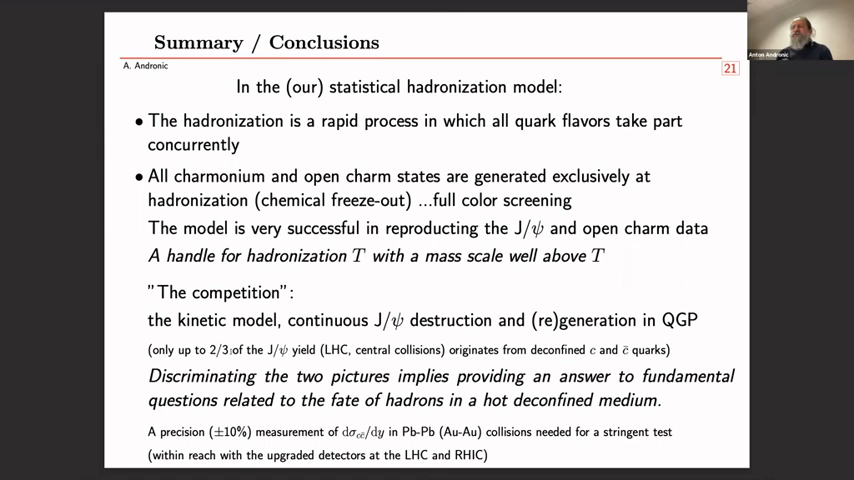 Summary / Conclusions
Anton Andronic
A. Andronic
21
In the (our) statistical hadronization model:
• The hadronization is a rapid process in which all quark flavors take part
concurrently
• All charmonium and open charm states are generated exclusively at
hadronization (chemical freeze-out) ...full color screening
The model is very successful in reproducing the J/ψ and open charm data
A handle for hadronization T with a mass scale well above T
"The competition":
the kinetic model, continuous J/ψ destruction and (re)generation in QGP
(only up to 2/3 of the J/ψ yield (LHC, central collisions) originates from deconfined c and c̄ quarks)
Discriminating the two pictures implies providing an answer to fundamental
questions related to the fate of hadrons in a hot deconfined medium.
A precision (±10%) measurement of dσcc̄/dy in Pb-Pb (Au-Au) collisions needed for a stringent test
(within reach with the upgraded detectors at the LHC and RHIC)